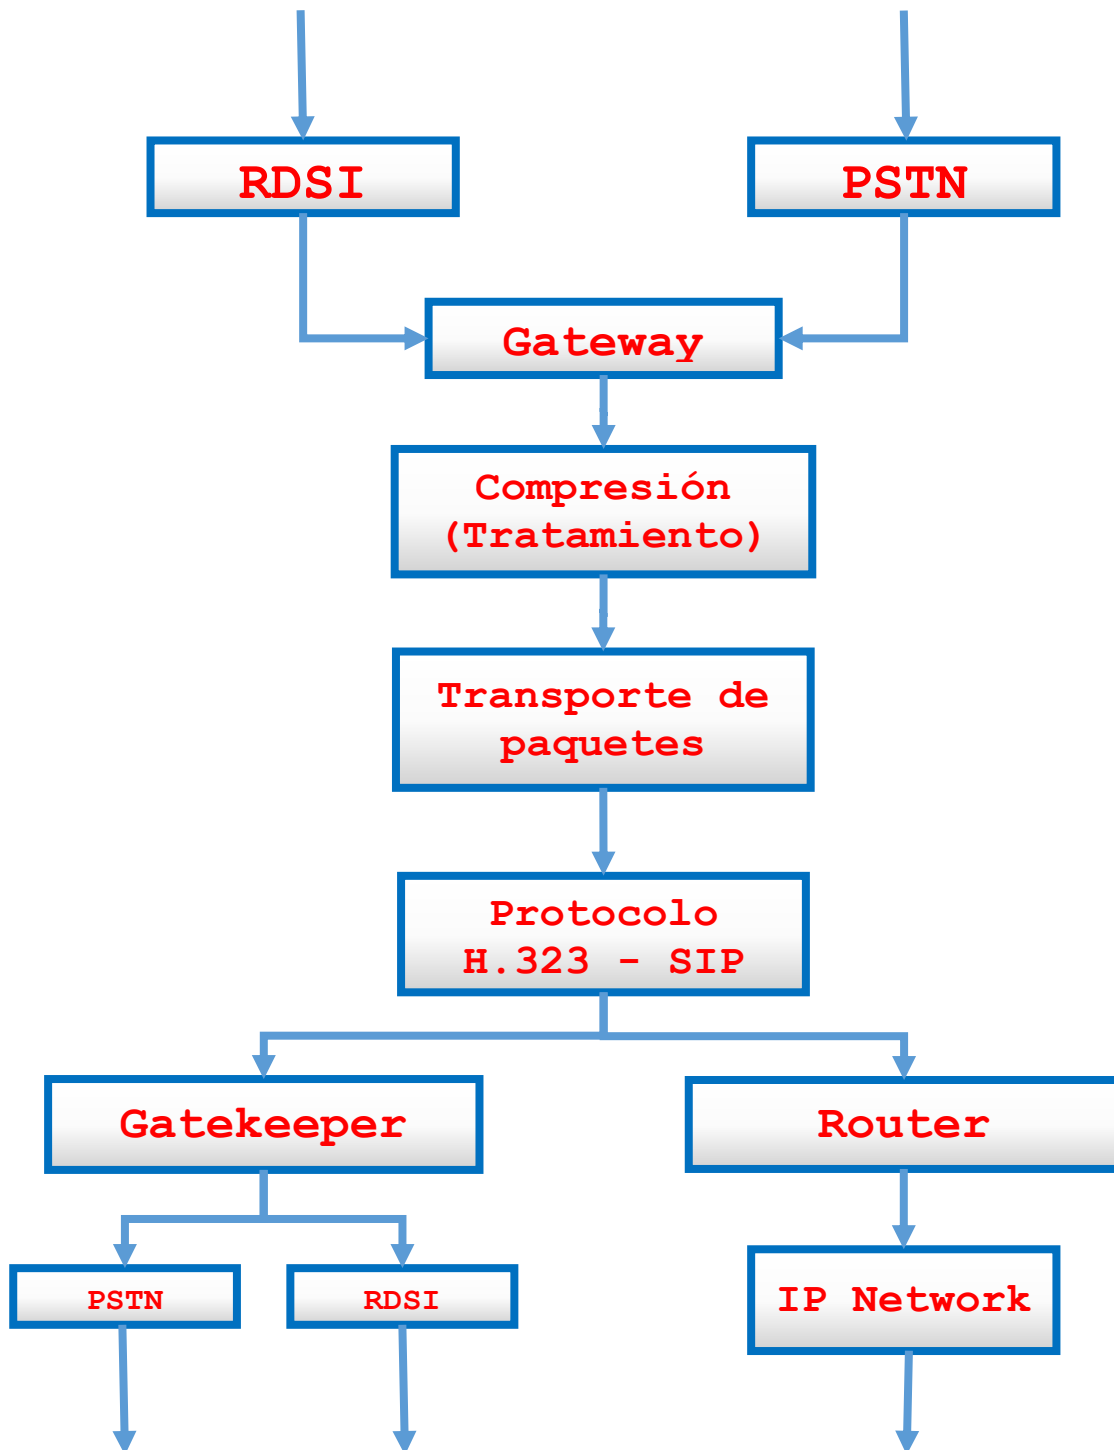 RDSI
PSTN
Gateway
Compresión
(Tratamiento)
Transporte de
paquetes
Protocolo
H.323 - SIP
Gatekeeper
Router
PSTN
RDSI
IP Network